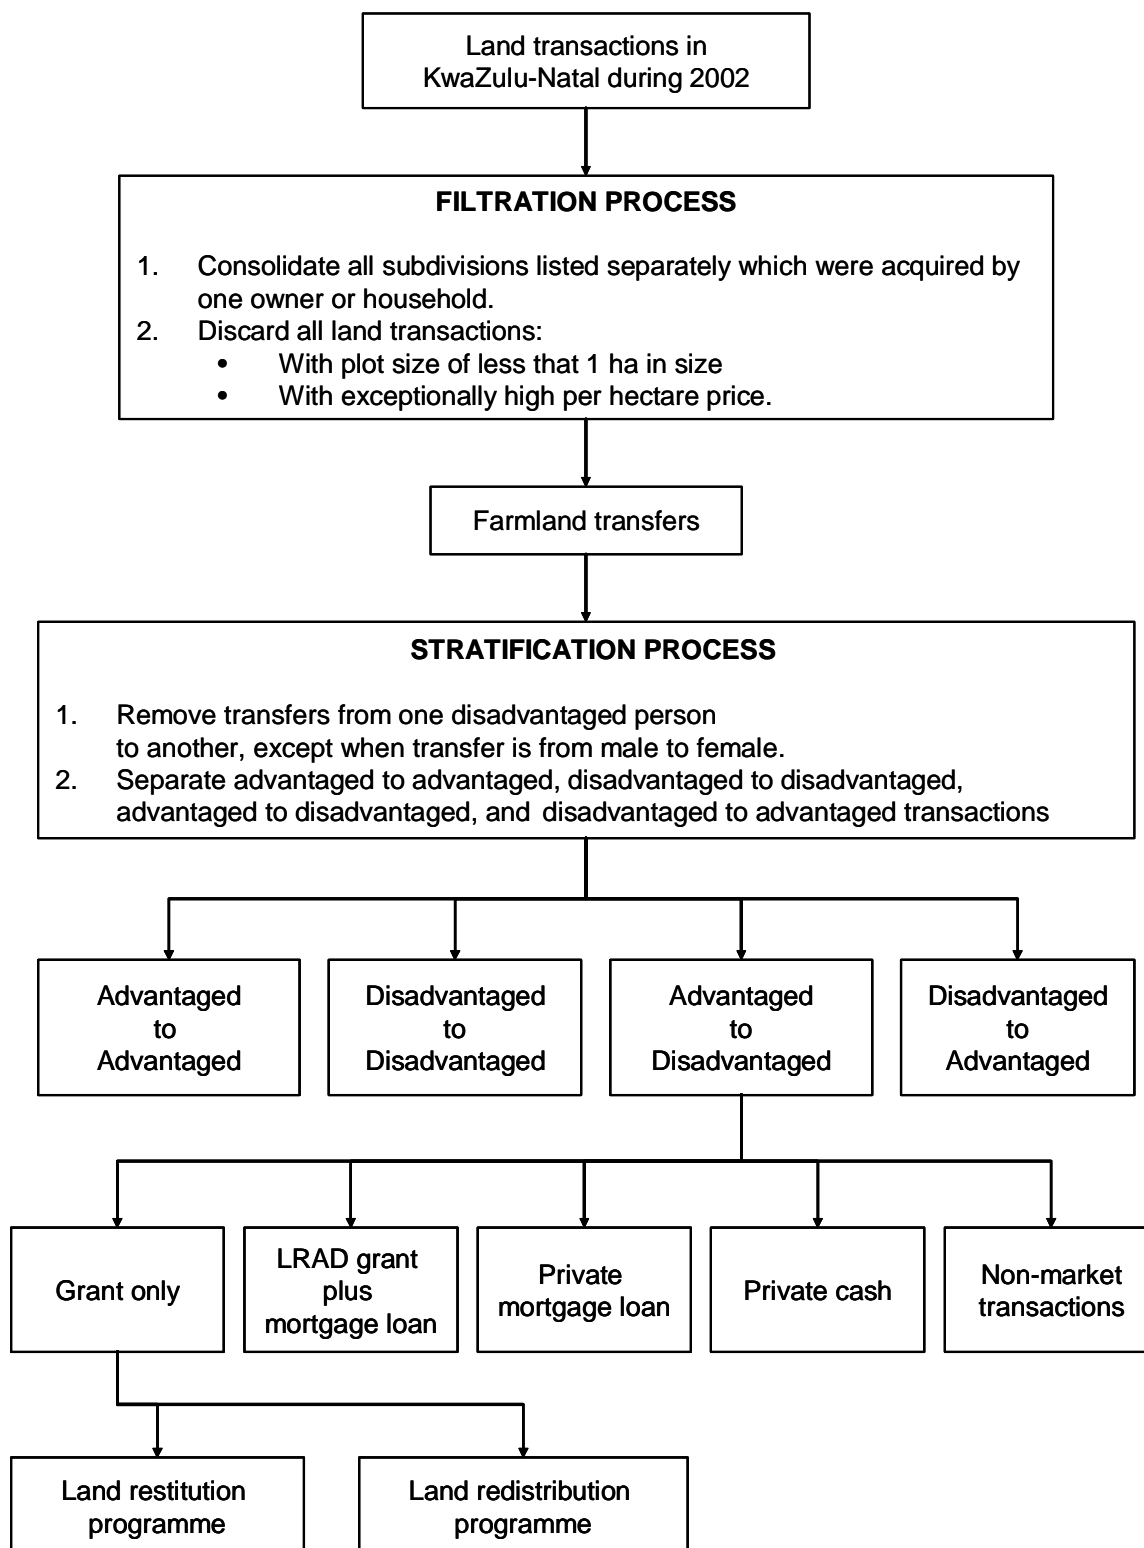 Land transactions in
KwaZulu-Natal during 2002
FILTRATION PROCESS
1. Consolidate all subdivisions listed separately which were acquired by
one owner or household.
2. Discard all land transactions:
• With plot size of less that 1 ha in size
• With exceptionally high per hectare price.
Farmland transfers
STRATIFICATION PROCESS
1. Remove transfers from one disadvantaged person
to another, except when transfer is from male to female.
2. Separate advantaged to advantaged, disadvantaged to disadvantaged,
advantaged to disadvantaged, and disadvantaged to advantaged transactions
Advantaged
to
Advantaged
Disadvantaged
to
Disadvantaged
Advantaged
to
Disadvantaged
Disadvantaged
to
Advantaged
Grant only
LRAD grant
plus
mortgage loan
Private
mortgage loan
Private cash
Non-market
transactions
Land restitution
programme
Land redistribution
programme